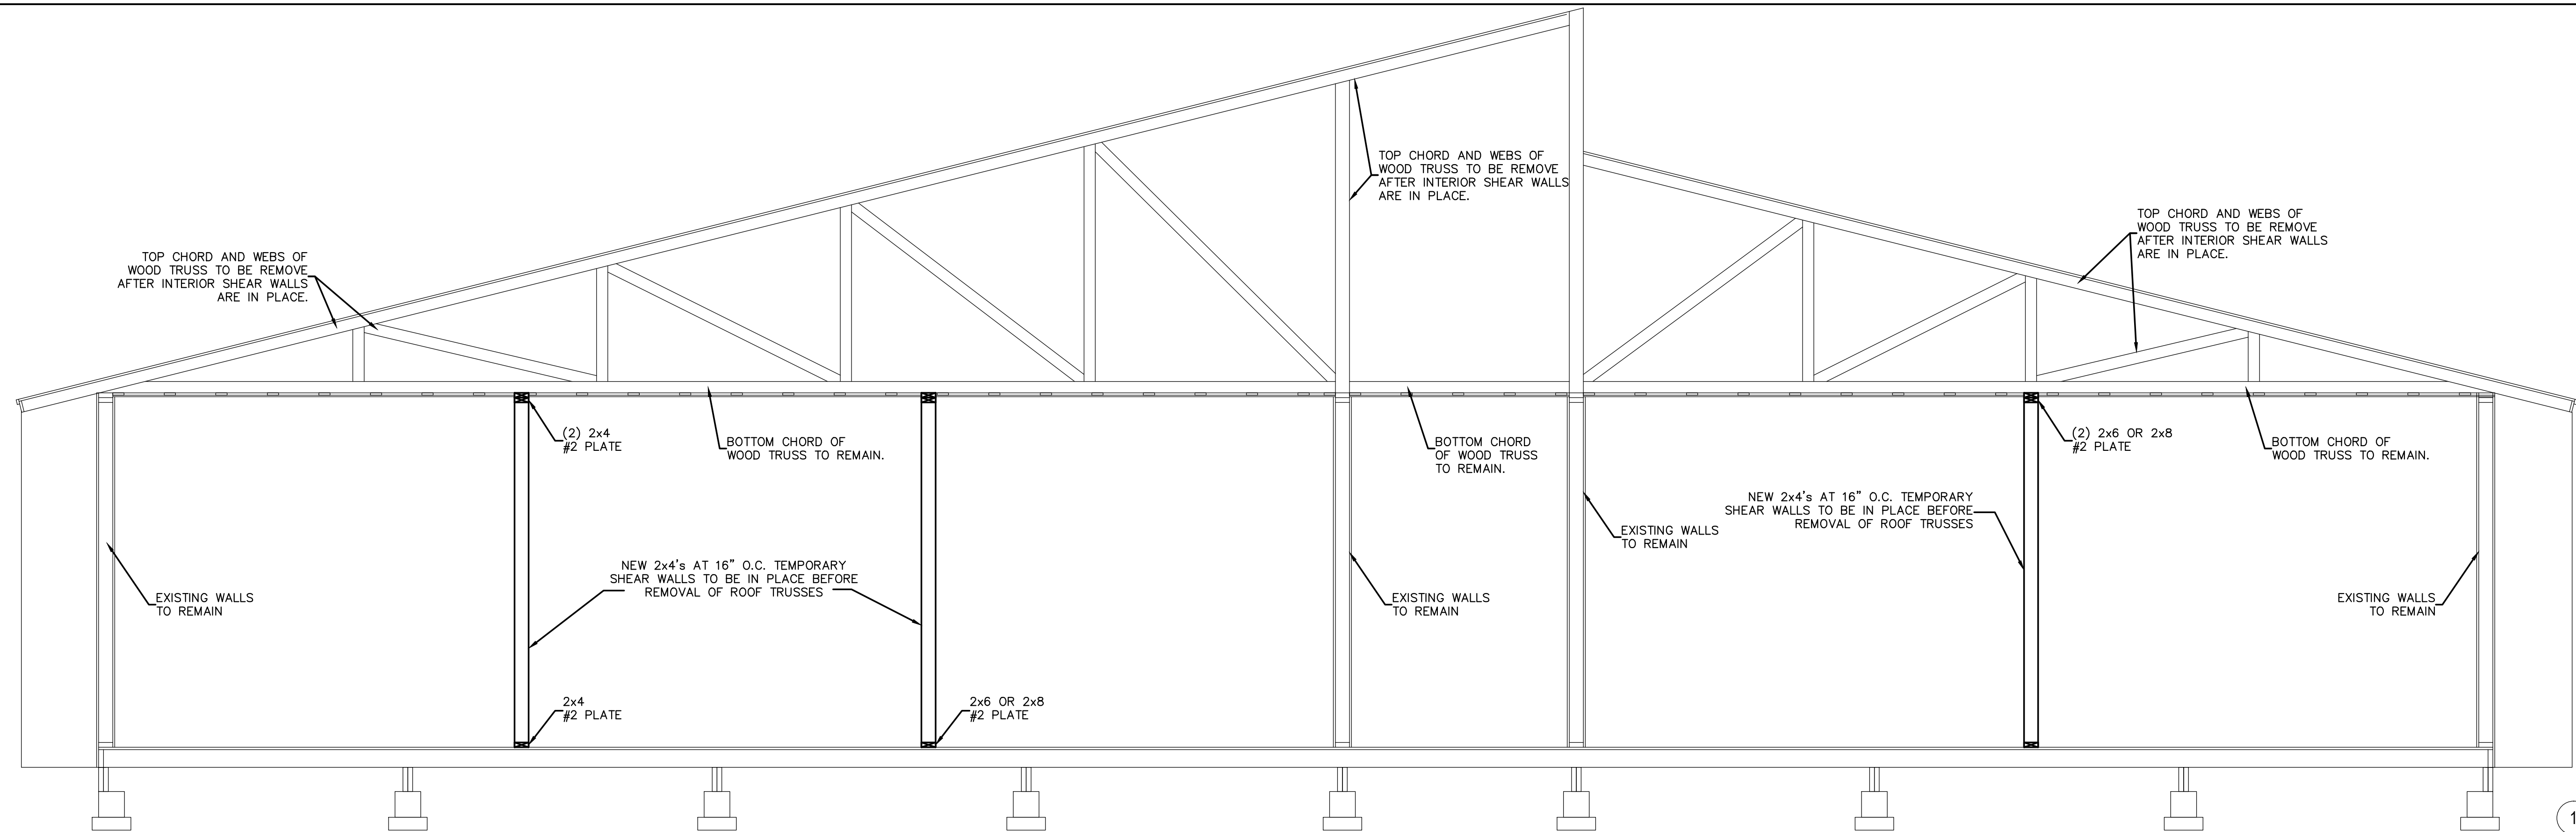 TOP CHORD AND WEBS OF
WOOD TRUSS TO BE REMOVE
AFTER INTERIOR SHEAR WALLS
ARE IN PLACE.
TOP CHORD AND WEBS OF
WOOD TRUSS TO BE REMOVE
AFTER INTERIOR SHEAR WALLS
ARE IN PLACE.
TOP CHORD AND WEBS OF
WOOD TRUSS TO BE REMOVE
AFTER INTERIOR SHEAR WALLS
ARE IN PLACE.
(2) 2x4
#2 PLATE
BOTTOM CHORD OF
WOOD TRUSS TO REMAIN.
BOTTOM CHORD
OF WOOD TRUSS
TO REMAIN.
(2) 2x6 OR 2x8
#2 PLATE
BOTTOM CHORD OF
WOOD TRUSS TO REMAIN.
NEW 2x4's AT 16" O.C. TEMPORARY
SHEAR WALLS TO BE IN PLACE BEFORE
REMOVAL OF ROOF TRUSSES
EXISTING WALLS
TO REMAIN
NEW 2x4's AT 16" O.C. TEMPORARY
SHEAR WALLS TO BE IN PLACE BEFORE
REMOVAL OF ROOF TRUSSES
EXISTING WALLS
TO REMAIN
EXISTING WALLS
TO REMAIN
EXISTING WALLS
TO REMAIN
2x4
#2 PLATE
2x6 OR 2x8
#2 PLATE
1